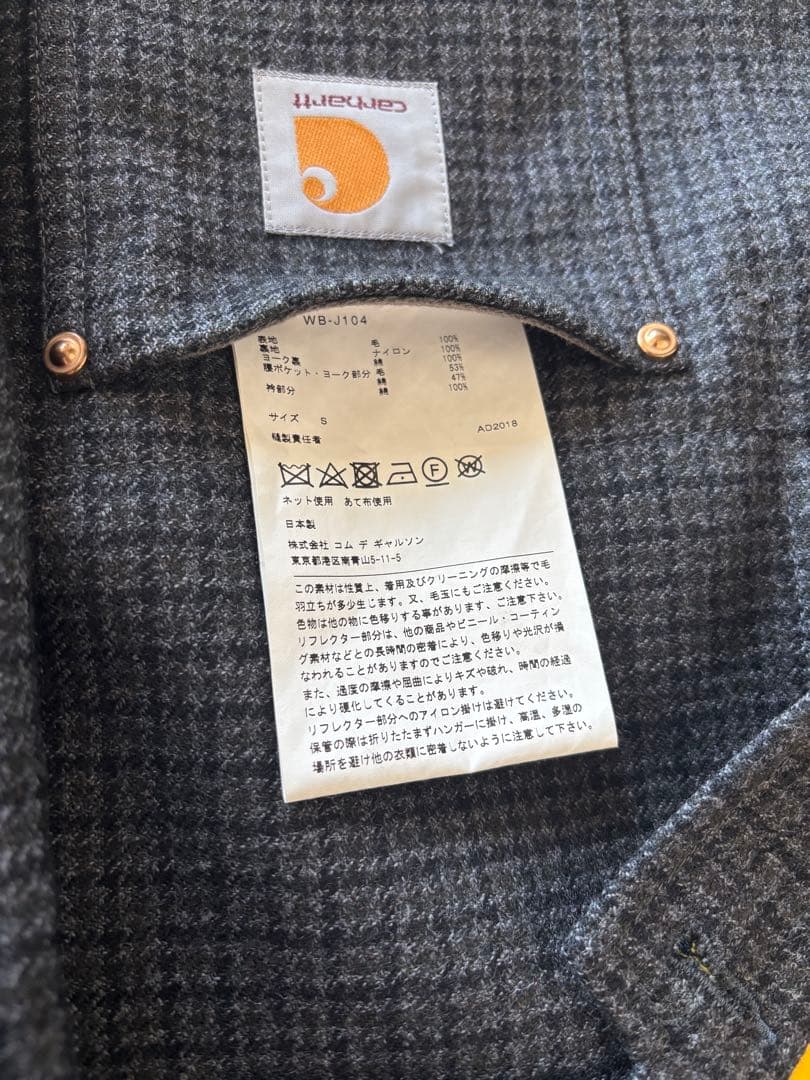 carhartt
WB-J104
表地 毛 100%
裏地 ナイロン 100%
ヨーク裏 綿 100%
腰ポケット・ヨーク部分 毛 53%
綿 47%
衿部分 綿 100%
サイズ S
縫製責任者 AD2018
F W
ネット使用 あて布使用
日本製
株式会社 コム デ ギャルソン
東京都港区南青山5-11-5
この素材は性質上、着用及びクリーニングの摩擦等で毛
羽立ちが多少生じます。又、毛玉にもご注意ください。
色物は他の物に色移りする事があります、ご注意下さい。
リフレクター部分は、他の商品やビニール・コーティン
グ素材などとの長時間の密着により、色移りや光沢が損
なわれることがありますのでご注意ください。
また、過度の摩擦や屈曲によりキズや破れ、時間の経過
により硬化してくることがあります。
リフレクター部分へのアイロン掛けは避けてください。
保管の際は折りたたまずハンガーに掛け、高温、多湿の
場所を避け他の衣類に密着しないように注意して下さい。